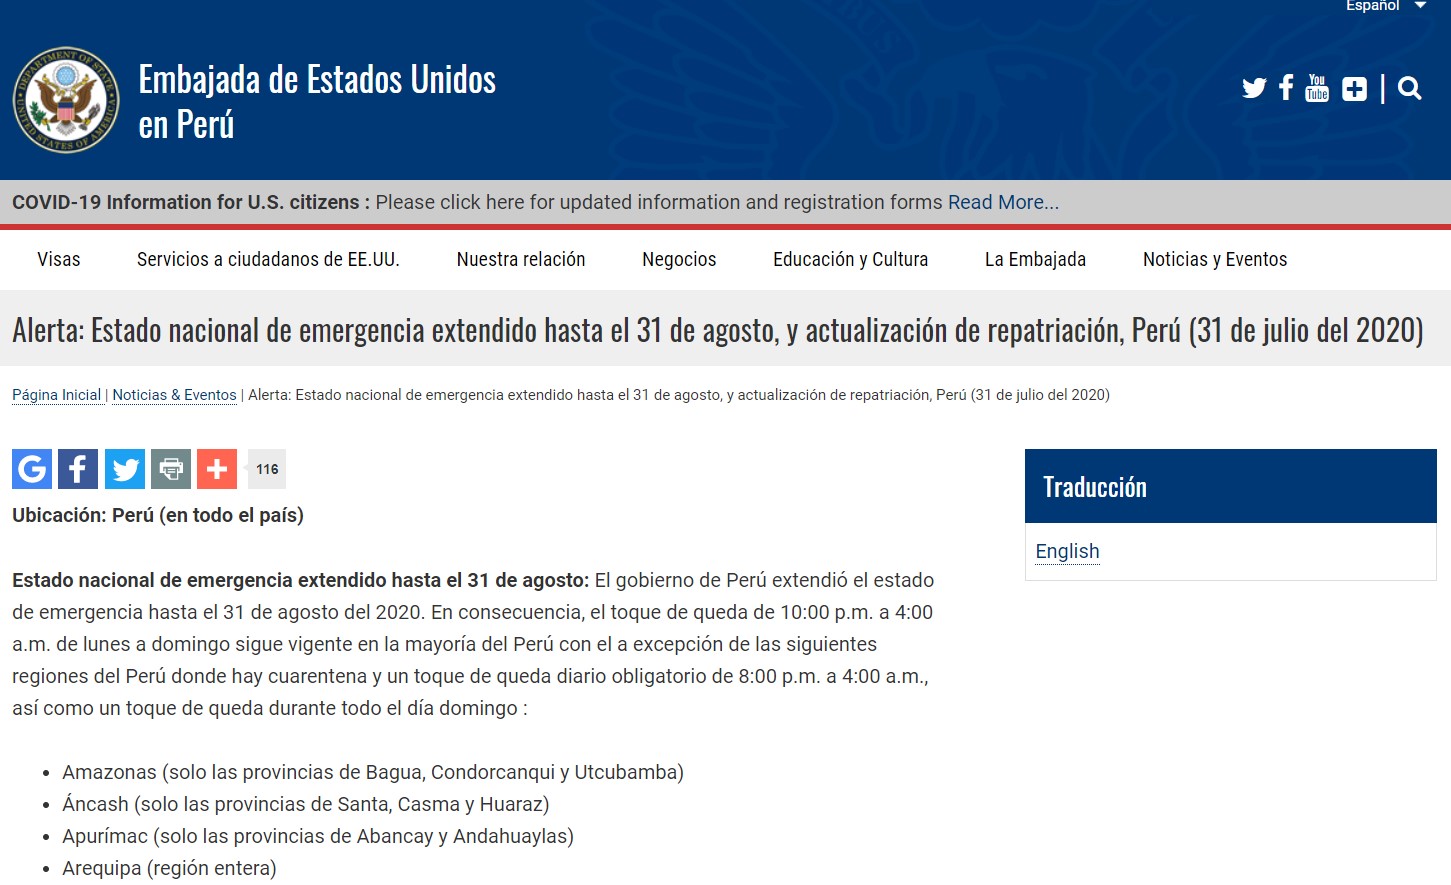 Español
Embajada de Estados Unidos
en Perú
You
Tube
COVID-19 Information for U.S. citizens : Please click here for updated information and registration forms Read More...
Visas Servicios a ciudadanos de EE.UU. Nuestra relación Negocios Educación y Cultura La Embajada Noticias y Eventos
Alerta: Estado nacional de emergencia extendido hasta el 31 de agosto, y actualización de repatriación, Perú (31 de julio del 2020)
Página Inicial | Noticias & Eventos | Alerta: Estado nacional de emergencia extendido hasta el 31 de agosto, y actualización de repatriación, Perú (31 de julio del 2020)
116
Traducción
English
Ubicación: Perú (en todo el país)
Estado nacional de emergencia extendido hasta el 31 de agosto: El gobierno de Perú extendió el estado
de emergencia hasta el 31 de agosto del 2020. En consecuencia, el toque de queda de 10:00 p.m. a 4:00
a.m. de lunes a domingo sigue vigente en la mayoría del Perú con el a excepción de las siguientes
regiones del Perú donde hay cuarentena y un toque de queda diario obligatorio de 8:00 p.m. a 4:00 a.m.,
así como un toque de queda durante todo el día domingo :
• Amazonas (solo las provincias de Bagua, Condorcanqui y Utcubamba)
• Áncash (solo las provincias de Santa, Casma y Huaraz)
• Apurímac (solo las provincias de Abancay y Andahuaylas)
• Arequipa (región entera)